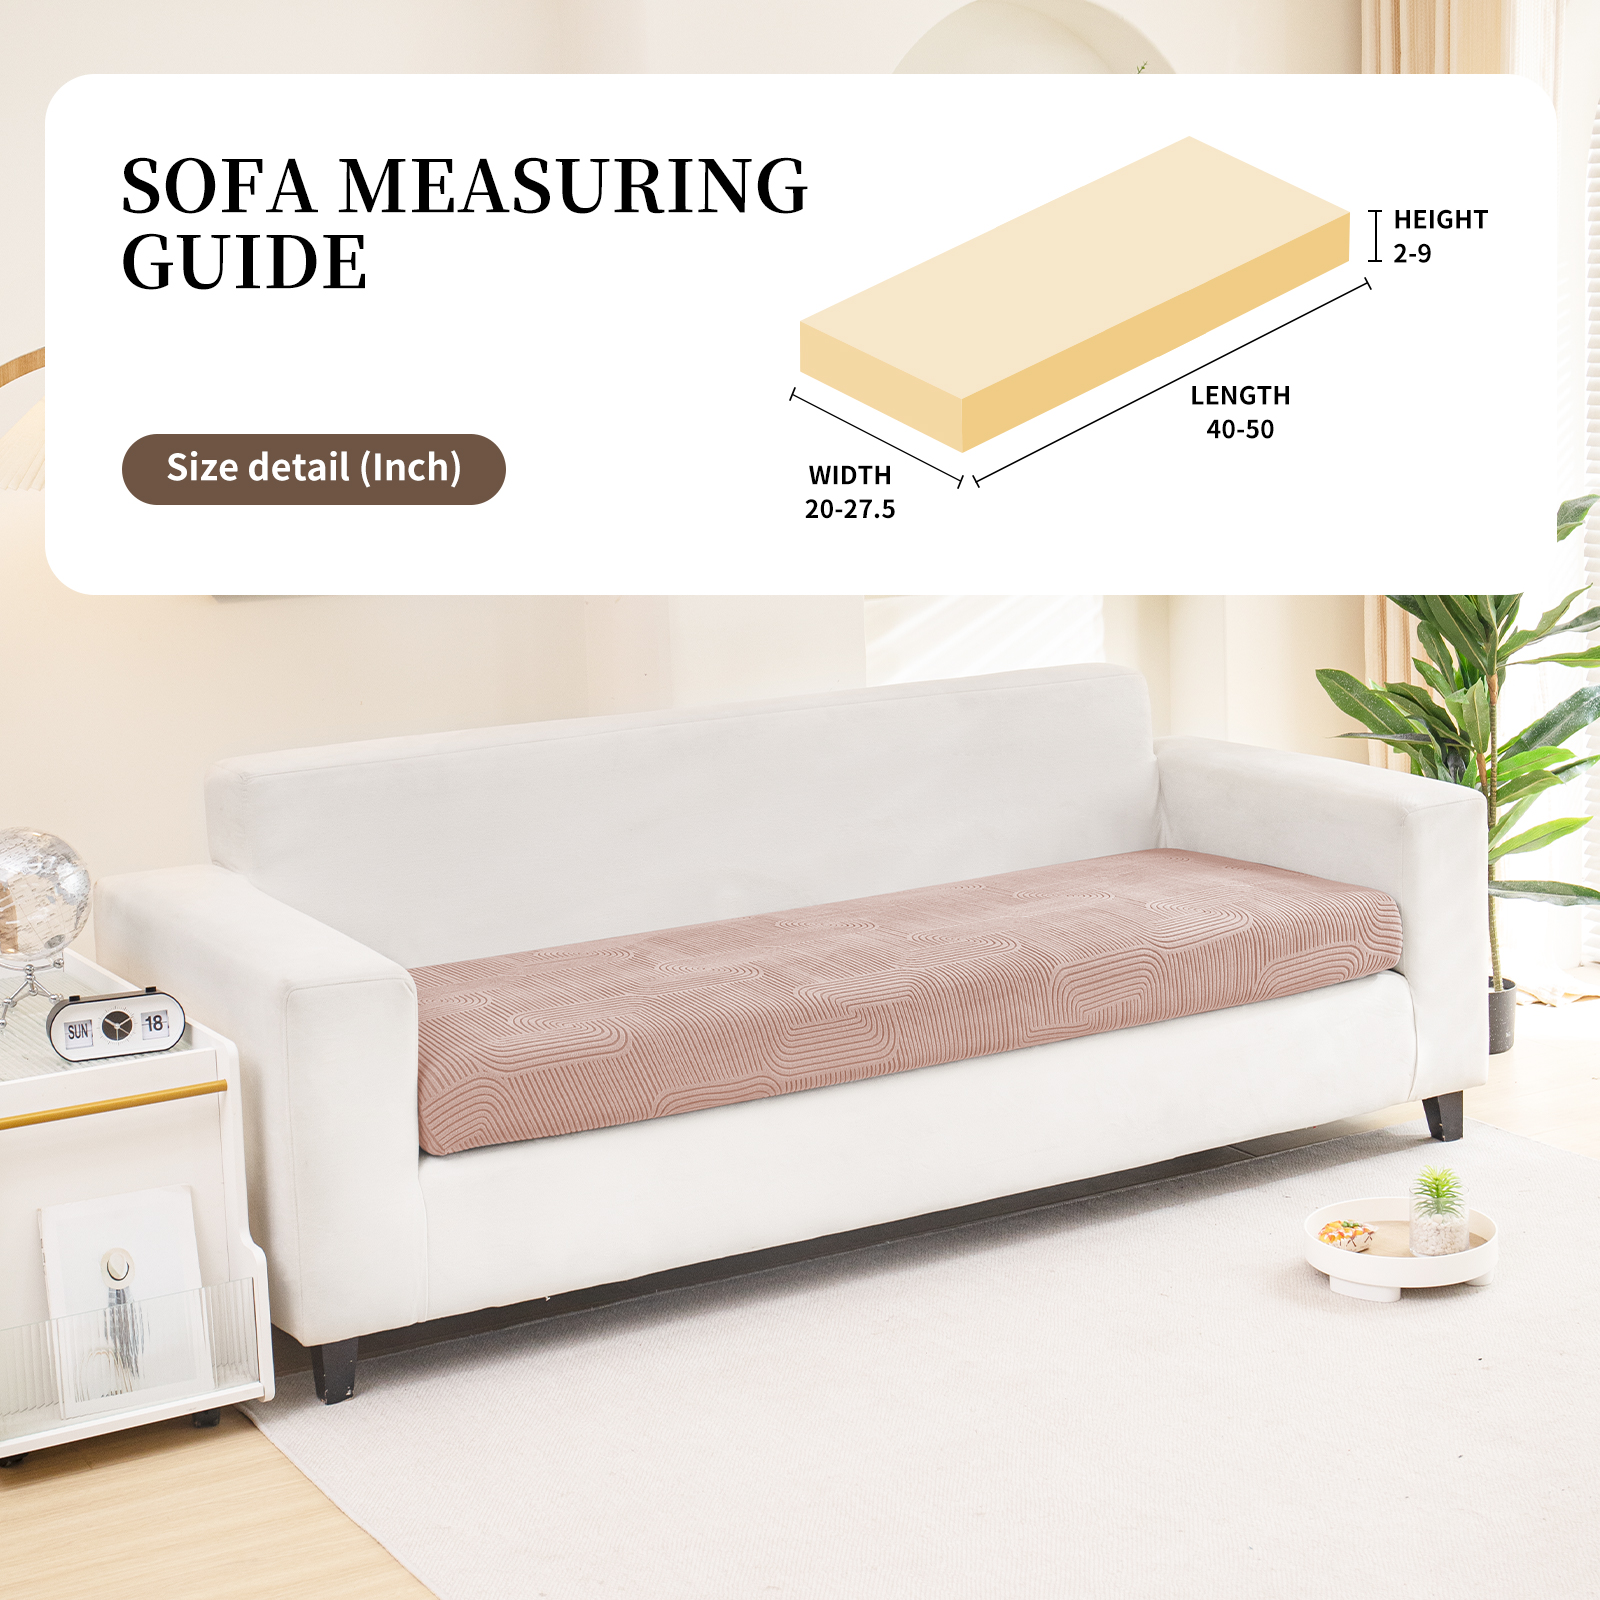 SOFA MEASURING
GUIDE
Size detail (Inch)
HEIGHT
2-9
LENGTH
40-50
WIDTH
20-27.5
SUN
18